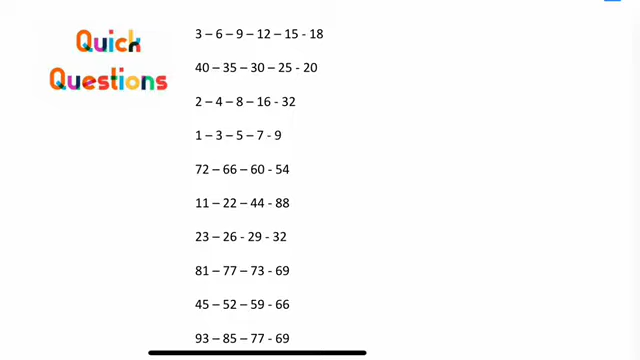 Quick
Questions
3 – 6 – 9 – 12 – 15 - 18
40 – 35 – 30 – 25 - 20
2 – 4 – 8 – 16 - 32
1 – 3 – 5 – 7 - 9
72 – 66 – 60 - 54
11 – 22 – 44 - 88
23 – 26 - 29 - 32
81 – 77 – 73 - 69
45 – 52 – 59 - 66
93 – 85 – 77 - 69